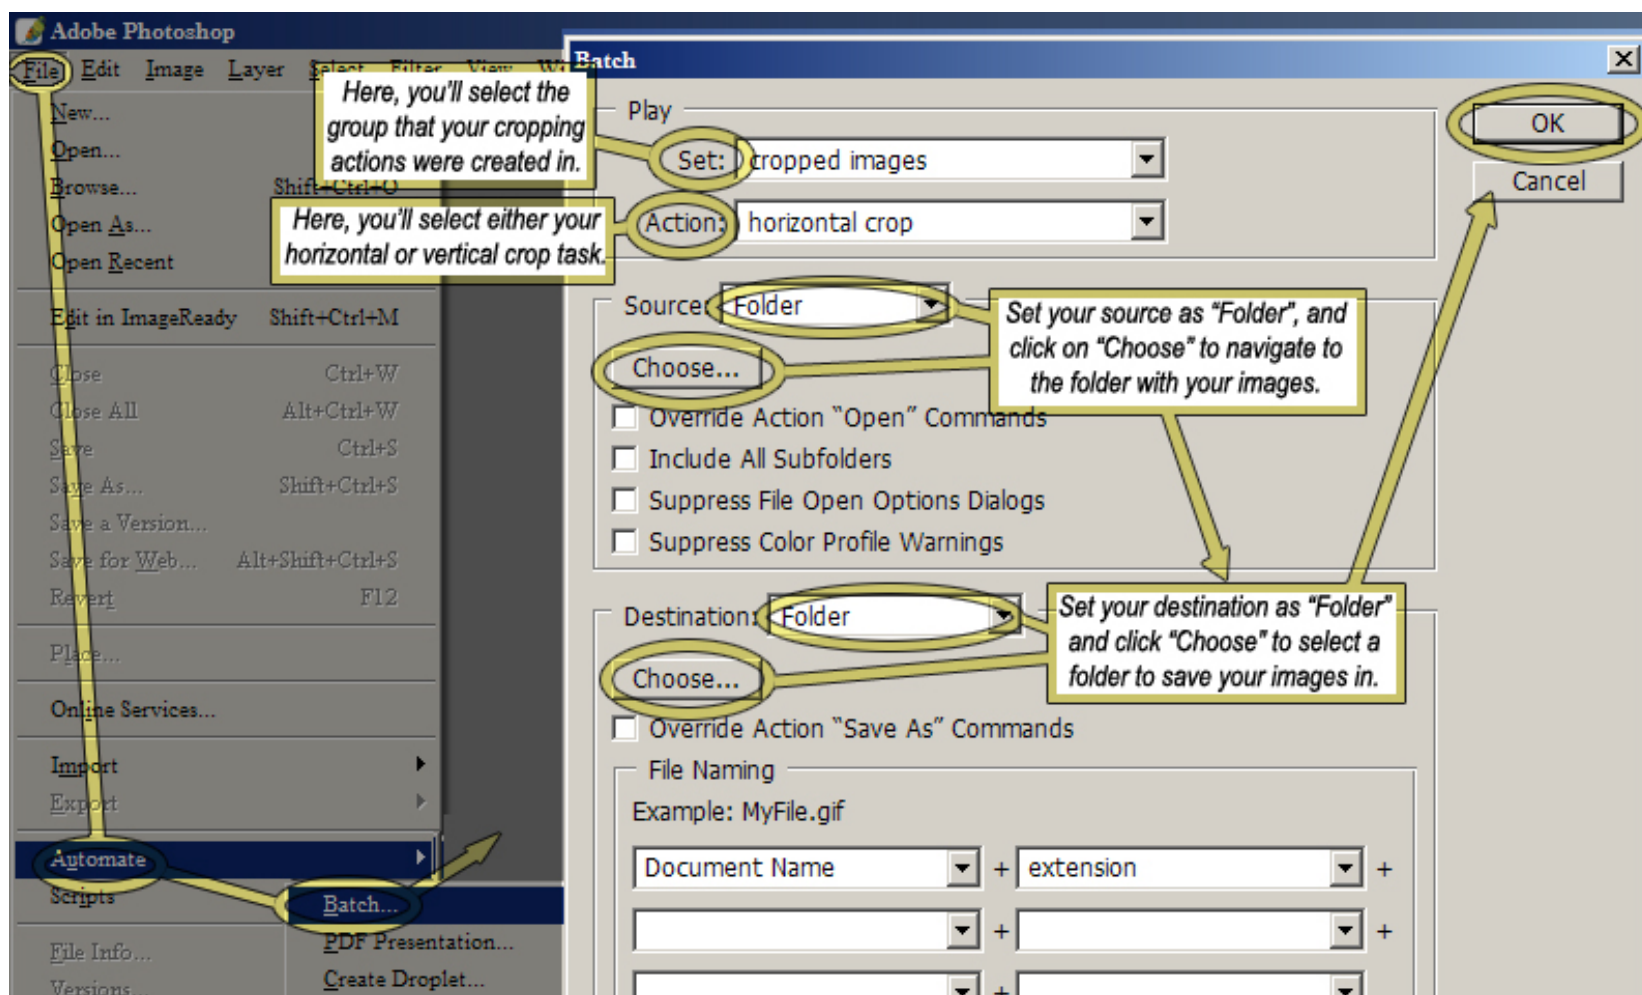 Adobe Photoshop
File Edit Image Layer Select Filter View
New...
Open...
Browse... Shift+Ctrl+O
Open As...
Open Recent
Edit in ImageReady Shift+Ctrl+M
Close Ctrl+W
Close All Alt+Ctrl+W
Save Ctrl+S
Save As... Shift+Ctrl+S
Save a Version...
Save for Web... Alt+Shift+Ctrl+S
Revert F12
Place...
Online Services...
Import
Export
Automate
Scripts
File Info...
Versions...
Batch...
PDF Presentation...
Create Droplet...
Here, you'll select the
group that your cropping
actions were created in.
Here, you'll select either your
horizontal or vertical crop task.
Batch
Play
Set: cropped images
Action: horizontal crop
OK
Cancel
Source: Folder
Choose...
Set your source as “Folder”, and
click on “Choose” to navigate to
the folder with your images.
Override Action “Open” Commands
Include All Subfolders
Suppress File Open Options Dialogs
Suppress Color Profile Warnings
Destination: Folder
Choose...
Set your destination as “Folder”
and click “Choose” to select a
folder to save your images in.
Override Action “Save As” Commands
File Naming
Example: MyFile.gif
Document Name + extension +
+ +
+